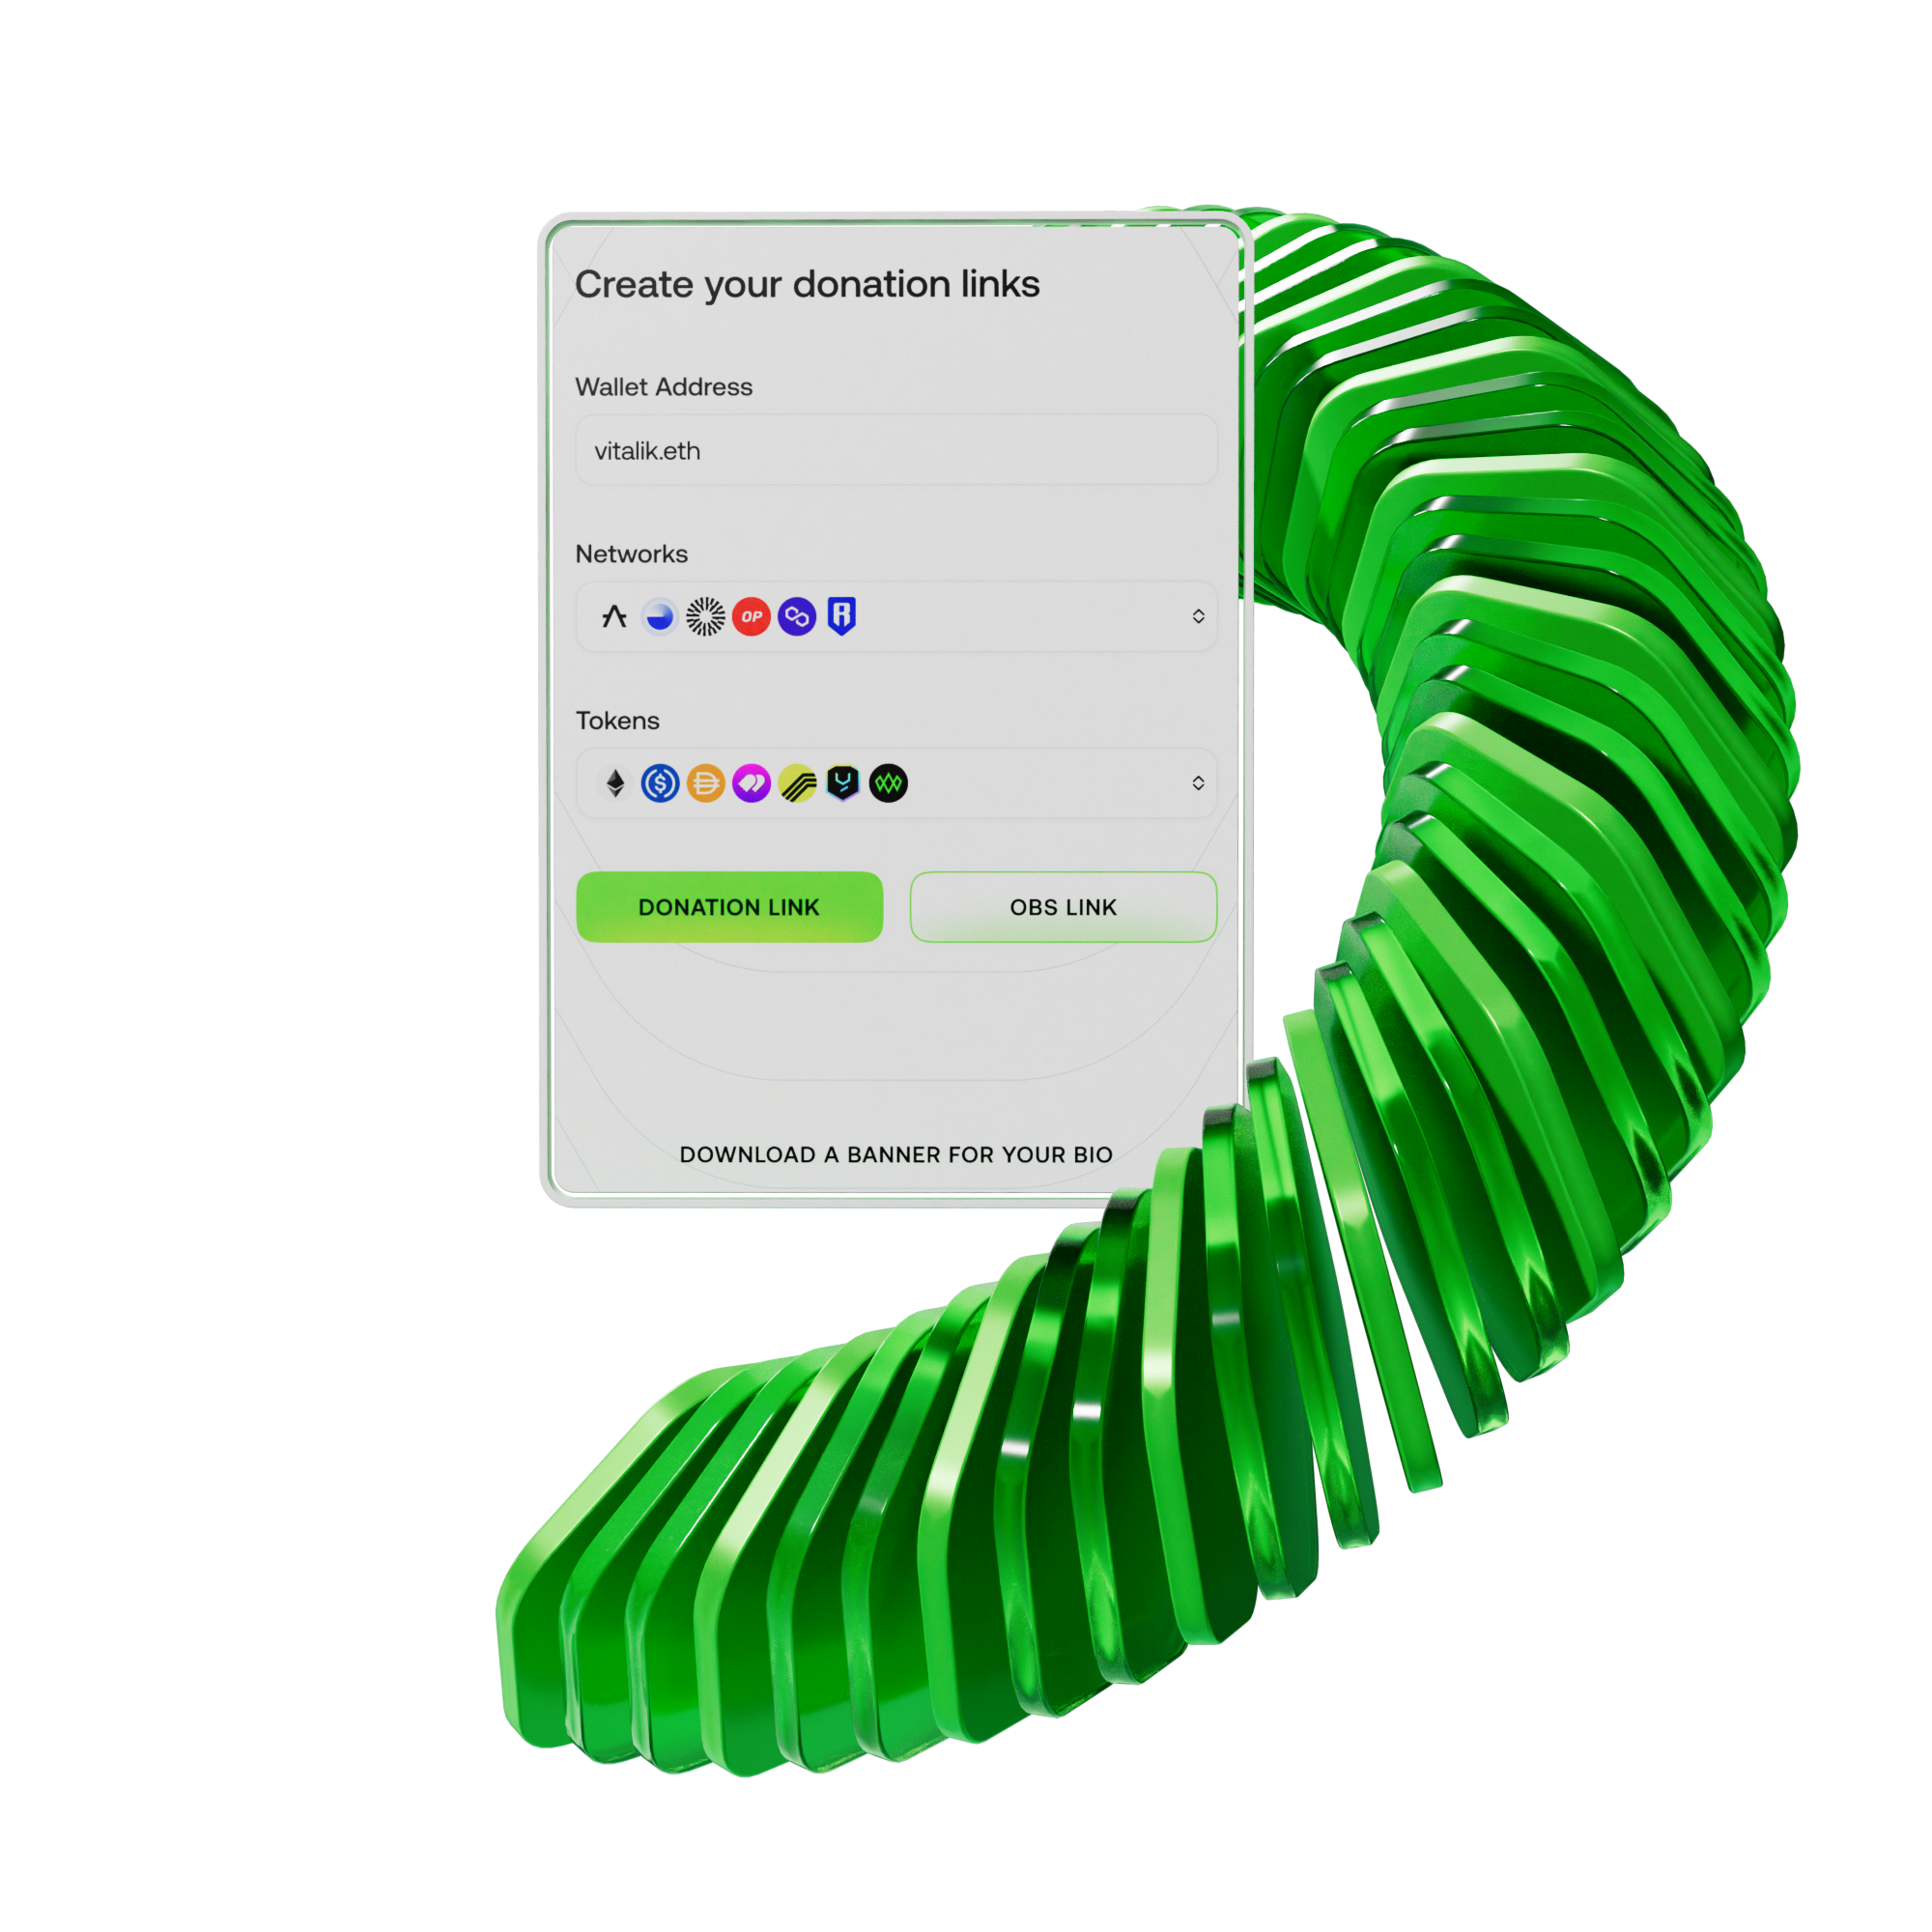 Create your donation links
Wallet Address
vitalik.eth
Networks
OP
R
Tokens
$
DONATION LINK
OBS LINK
DOWNLOAD A BANNER FOR YOUR BIO